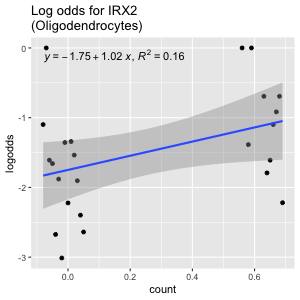 Log odds for IRX2
(Oligodendrocytes)
y = −1.75 + 1.02 x, R² = 0.16
0
-1
-2
-3
logodds
0.0 0.2 0.4 0.6
count